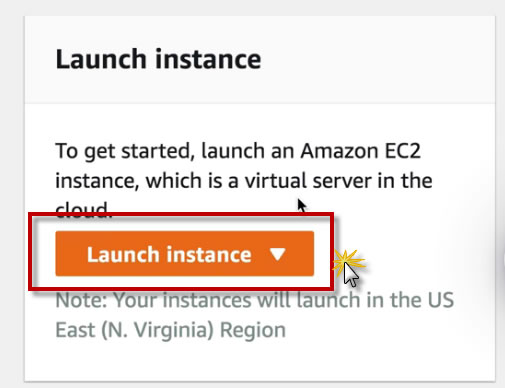 Launch instance
To get started, launch an Amazon EC2
instance, which is a virtual server in the
cloud.
Launch instance
Note: Your instances will launch in the US
East (N. Virginia) Region